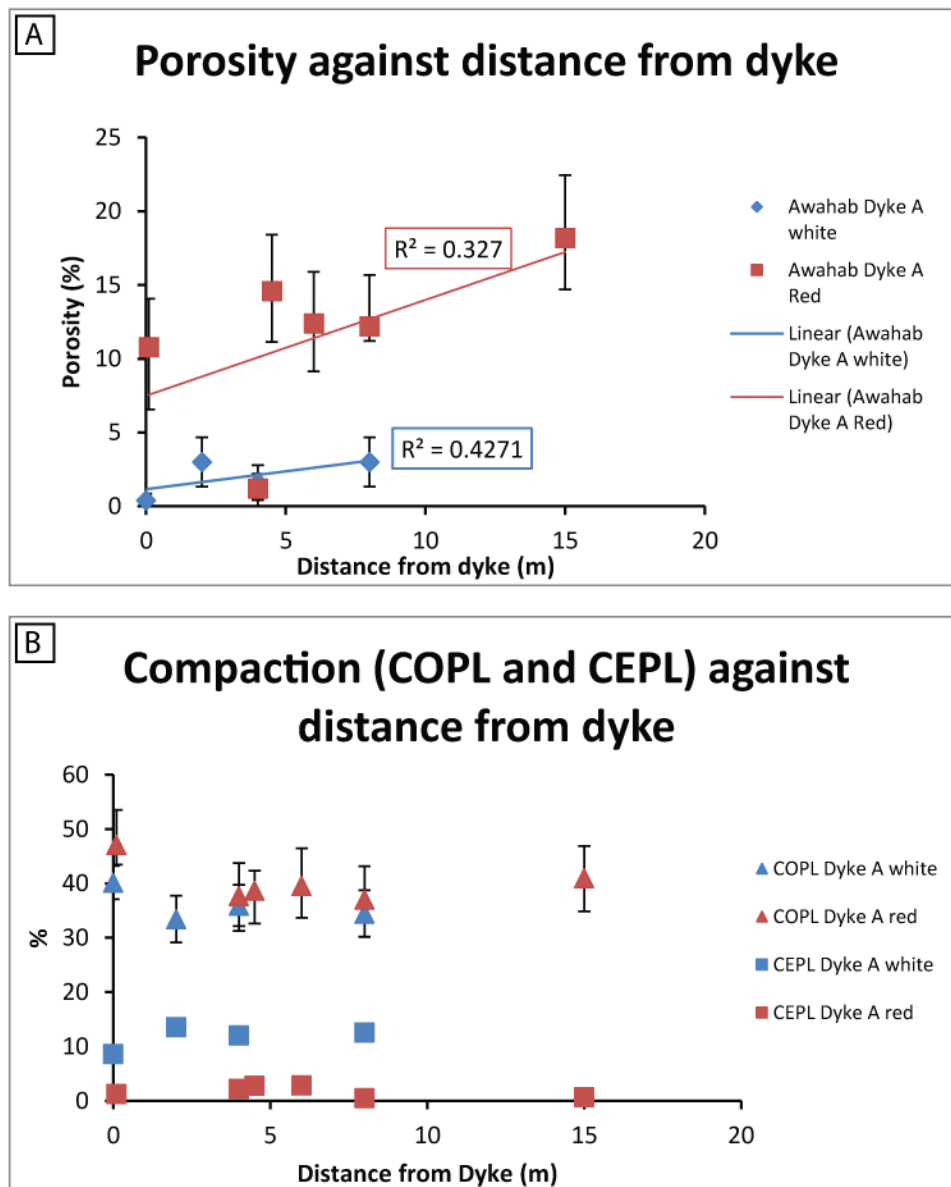 A
Porosity against distance from dyke
25
20
15
10
5
0
Porosity (%)
R² = 0.327
R² = 0.4271
0 5 10 15 20
Distance from dyke (m)
Awahab Dyke A
white
Awahab Dyke A
Red
Linear (Awahab
Dyke A white)
Linear (Awahab
Dyke A Red)
B
Compaction (COPL and CEPL) against
distance from dyke
60
50
40
30
20
10
0
%
0 5 10 15 20
Distance from Dyke (m)
COPL Dyke A white
COPL Dyke A red
CEPL Dyke A white
CEPL Dyke A red